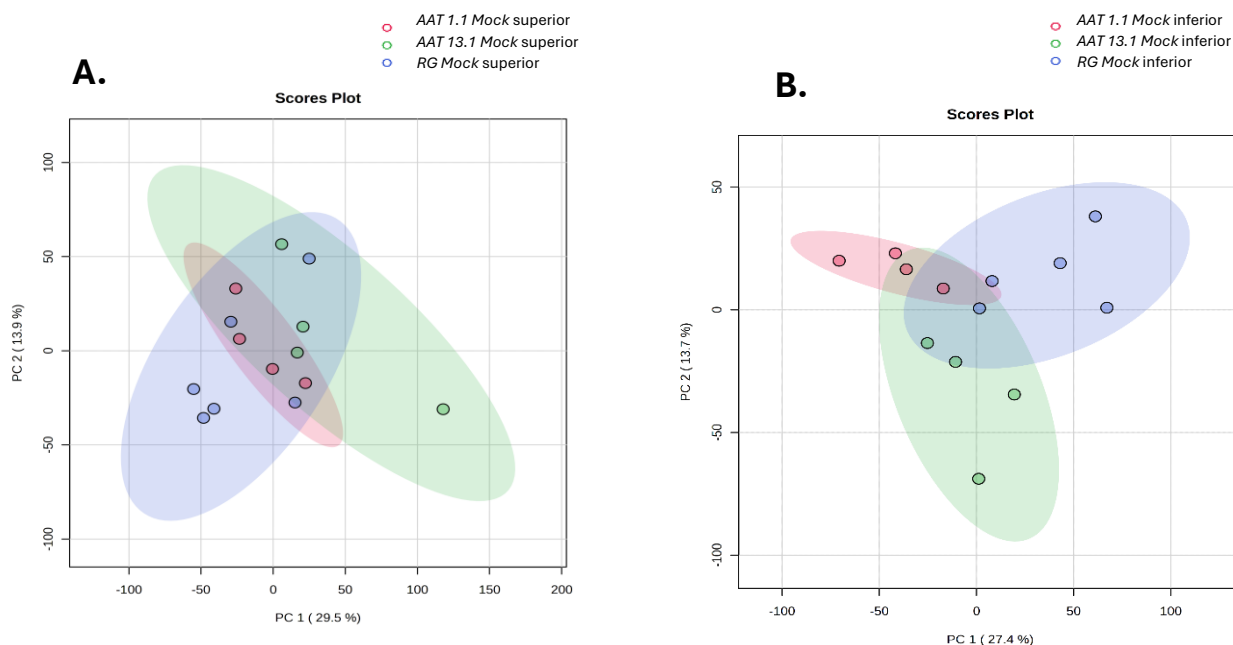 AAT 1.1 Mock superior
AAT 13.1 Mock superior
RG Mock superior
A.
Scores Plot
100
50
0
-50
-100
PC 2 ( 13.9 %)
-100 -50 0 50 100 150 200
PC 1 ( 29.5 %)
AAT 1.1 Mock inferior
AAT 13.1 Mock inferior
RG Mock inferior
B.
Scores Plot
50
0
-50
-100
PC 2 ( 13.7 %)
-100 -50 0 50 100
PC 1 ( 27.4 %)